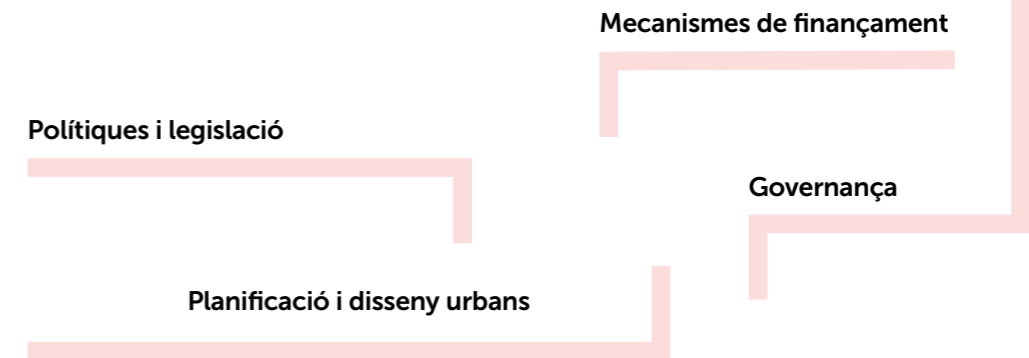 Mecanismes de finançament
Polítiques i legislació
Governança
Planificació i disseny urbans